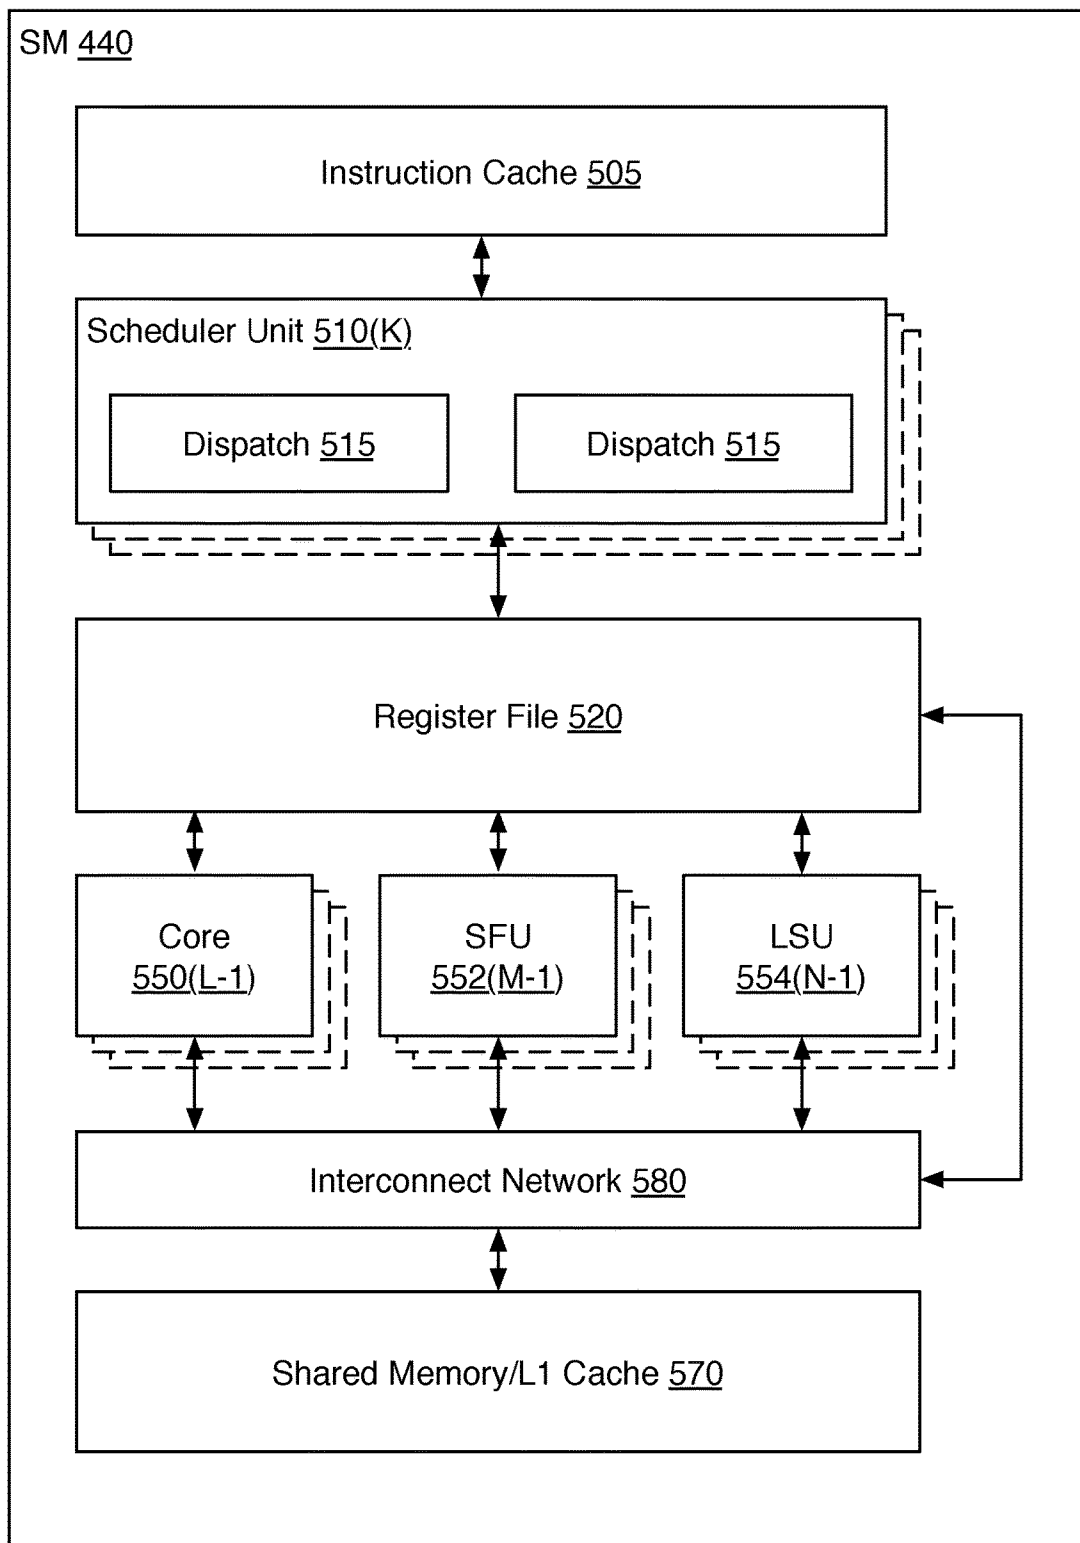 SM 440
Instruction Cache 505
Scheduler Unit 510(K)
Dispatch 515
Dispatch 515
Register File 520
Core
550(L-1)
SFU
552(M-1)
LSU
554(N-1)
Interconnect Network 580
Shared Memory/L1 Cache 570